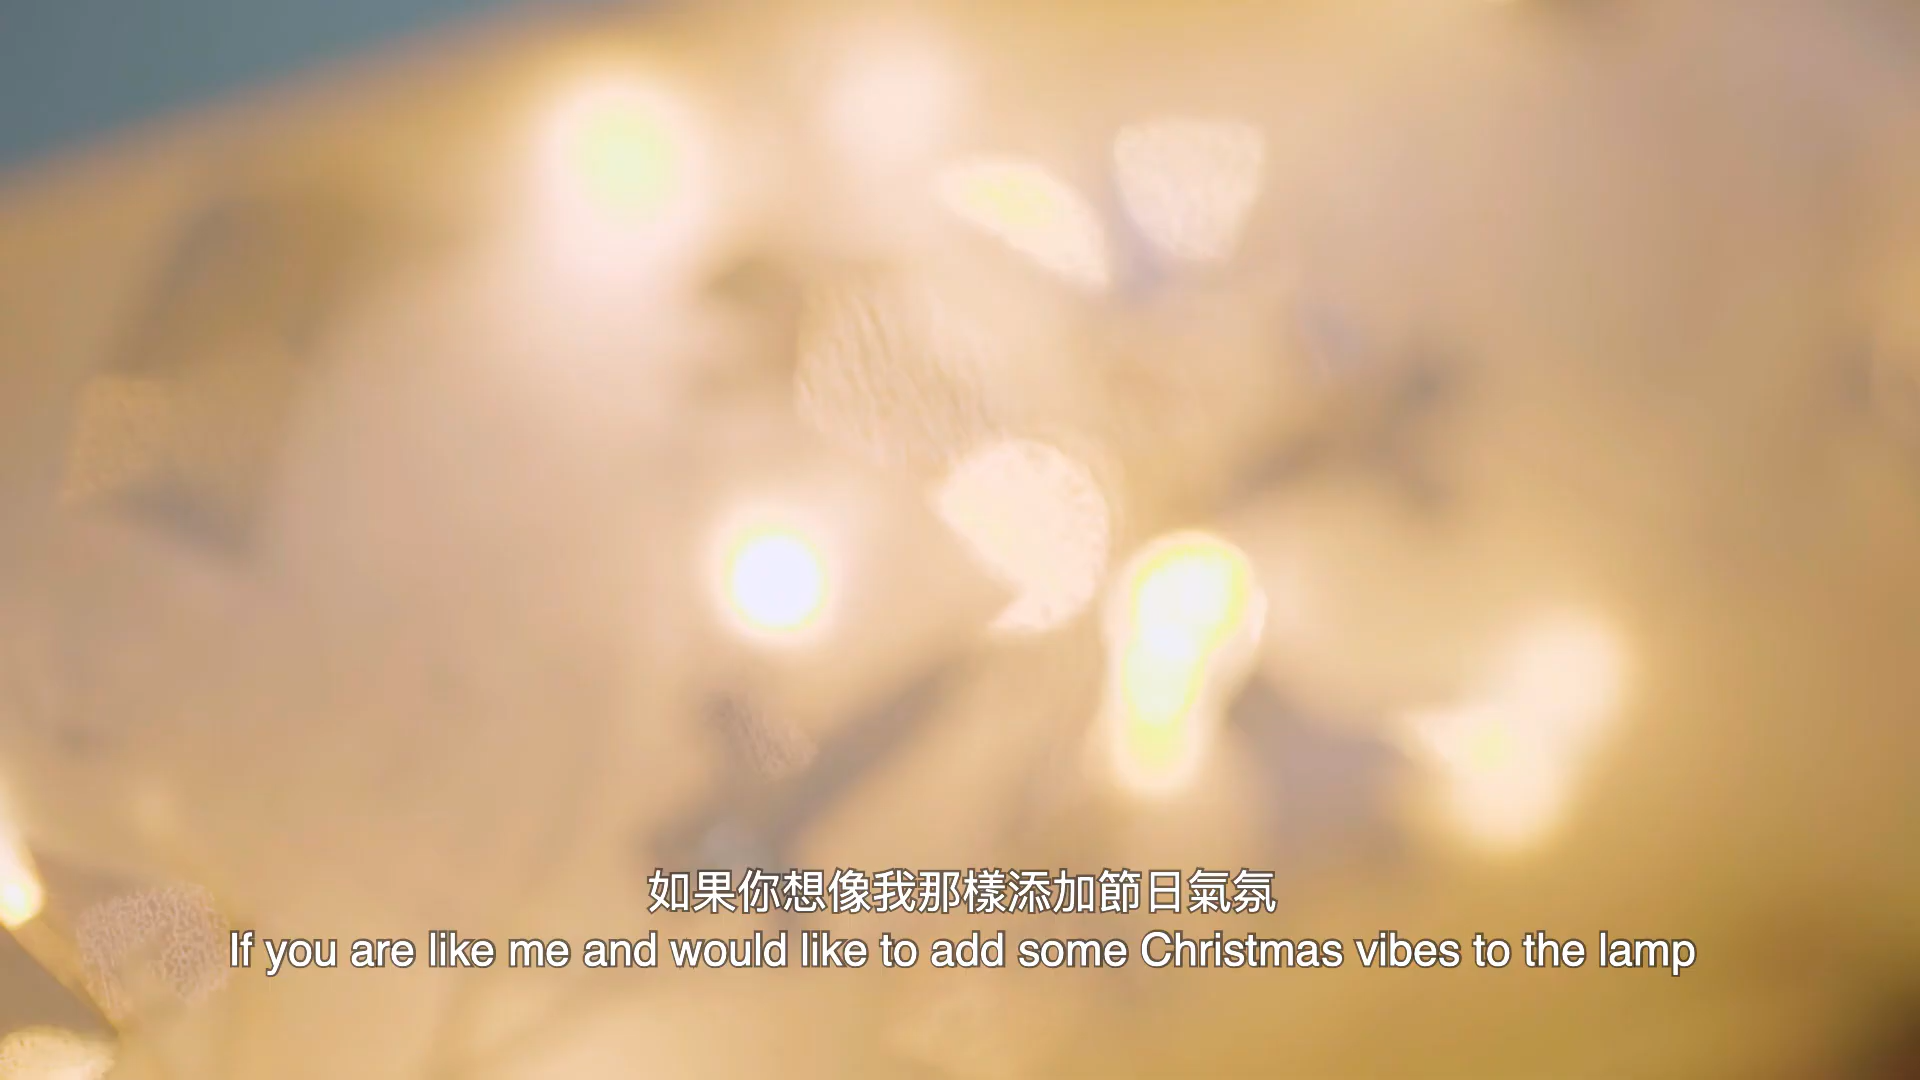 如果你想像我那樣添加節日氣氛
If you are like me and would like to add some Christmas vibes to the lamp